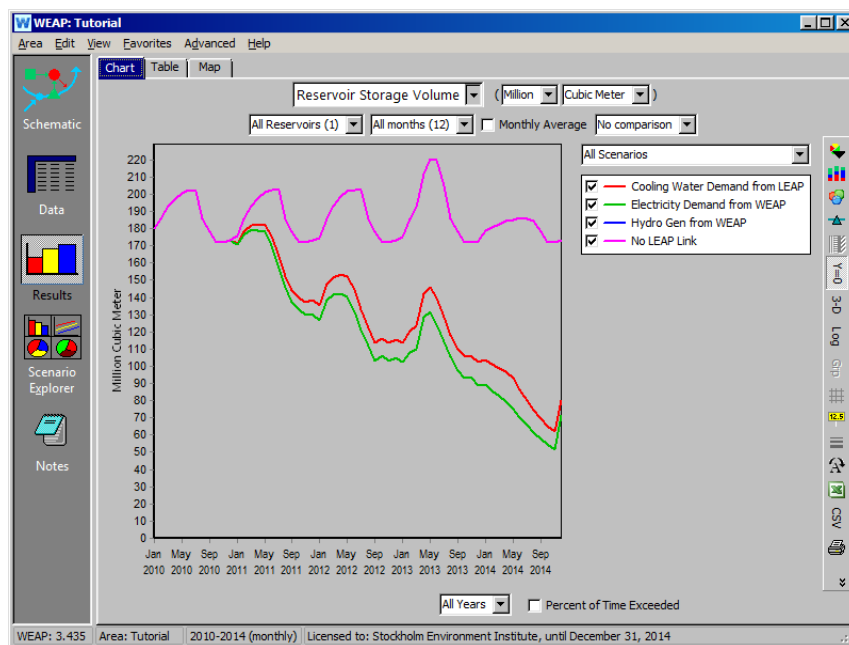 WEAP: Tutorial
Area Edit View Favorites Advanced Help
Chart Table Map
Reservoir Storage Volume ( Million Cubic Meter )
All Reservoirs (1) All months (12) Monthly Average No comparison
Schematic
Data
Results
Scenario
Explorer
Notes
All Scenarios
Cooling Water Demand from LEAP
Electricity Demand from WEAP
Hydro Gen from WEAP
No LEAP Link
Million Cubic Meter
220
210
200
190
180
170
160
150
140
130
120
110
100
90
80
70
60
50
40
30
20
10
0
Jan May Sep Jan May Sep Jan May Sep Jan May Sep Jan May Sep
2010 2010 2010 2011 2011 2011 2012 2012 2012 2013 2013 2013 2014 2014 2014
Y=0
3-D
Log
Grp
12.5
CSV
All Years Percent of Time Exceeded
WEAP: 3.435 Area: Tutorial 2010-2014 (monthly) Licensed to: Stockholm Environment Institute, until December 31, 2014